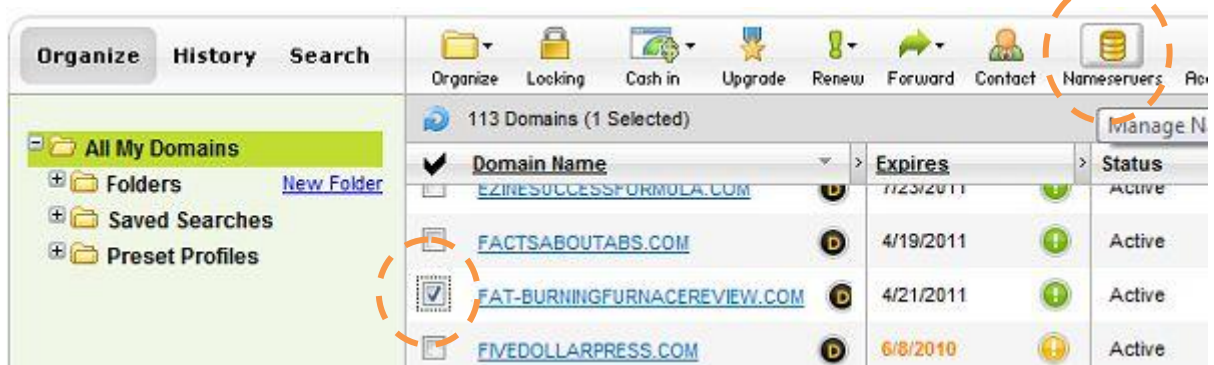 Organize History Search
Organize Locking Cash in Upgrade Renew Forward Contact Nameservers
113 Domains (1 Selected)
Manage
All My Domains
Domain Name Expires Status
Folders New Folder
EZINESUCCESSFORMULA.COM 7/23/2011 Active
Saved Searches
FACTSABOUTABS.COM 4/19/2011 Active
Preset Profiles
FAT-BURNINGFURNACEREVIEW.COM 4/21/2011 Active
FIVEDOLLARPRESS.COM 6/8/2010 Active